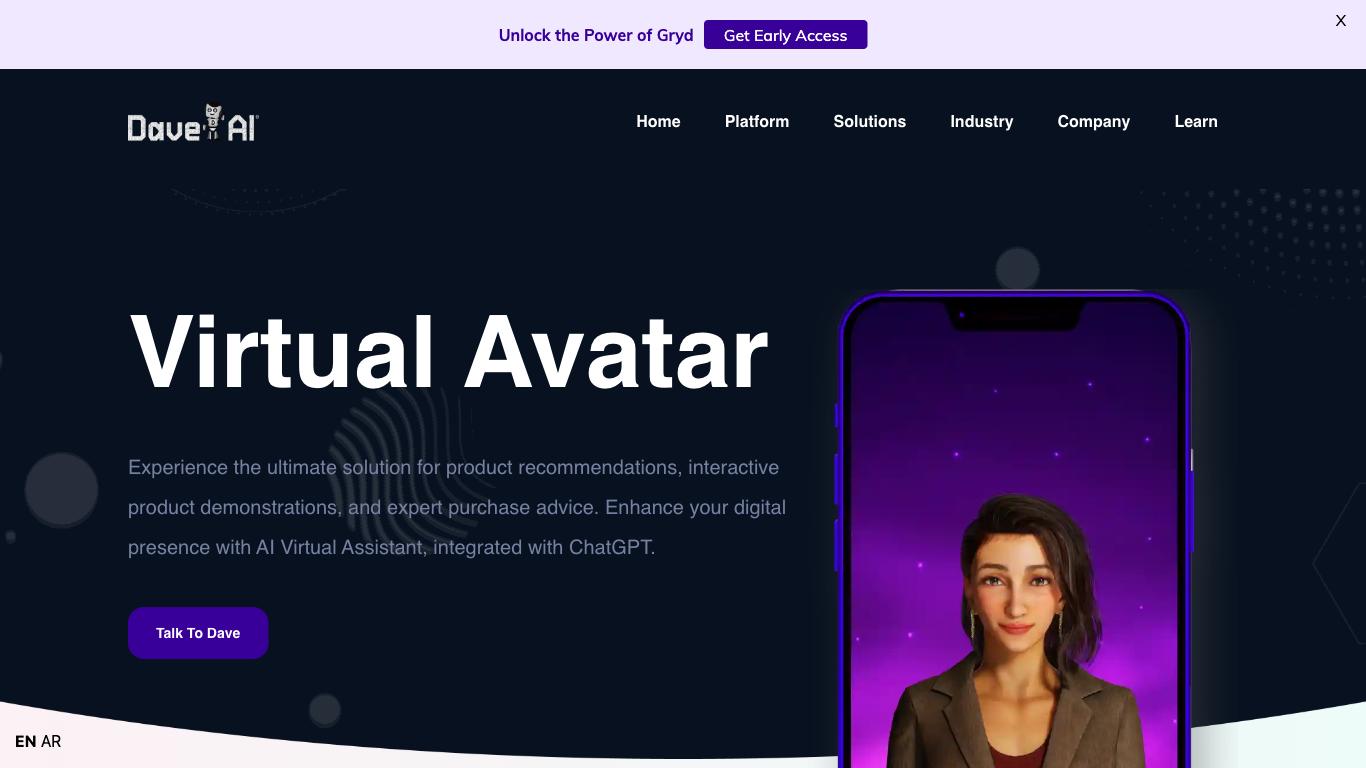 Unlock the Power of Gryd Get Early Access X
Dave AI
Home Platform Solutions Industry Company Learn
Virtual Avatar
Experience the ultimate solution for product recommendations, interactive
product demonstrations, and expert purchase advice. Enhance your digital
presence with AI Virtual Assistant, integrated with ChatGPT.
Talk To Dave
EN AR